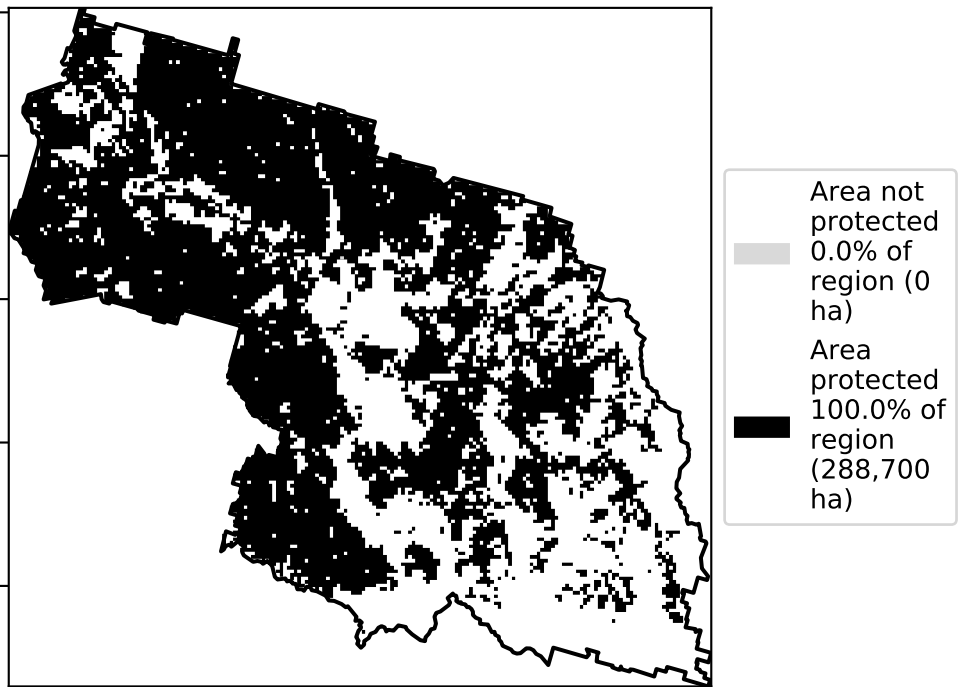 Area not
protected
0.0% of
region (0
ha)
Area
protected
100.0% of
region
(288,700
ha)